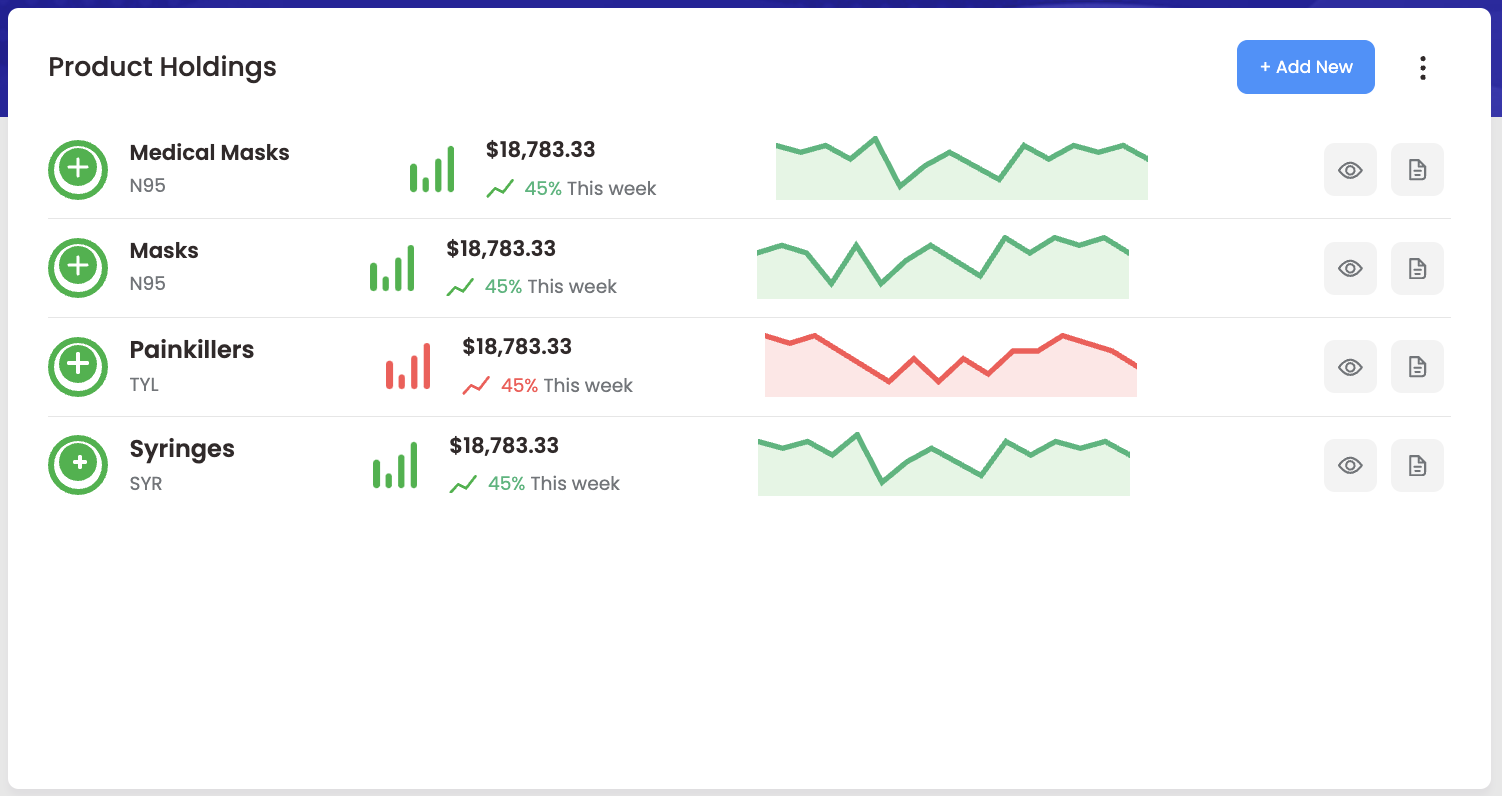 Product Holdings
+ Add New
Medical Masks
N95
$18,783.33
45% This week
Masks
N95
$18,783.33
45% This week
Painkillers
TYL
$18,783.33
45% This week
Syringes
SYR
$18,783.33
45% This week